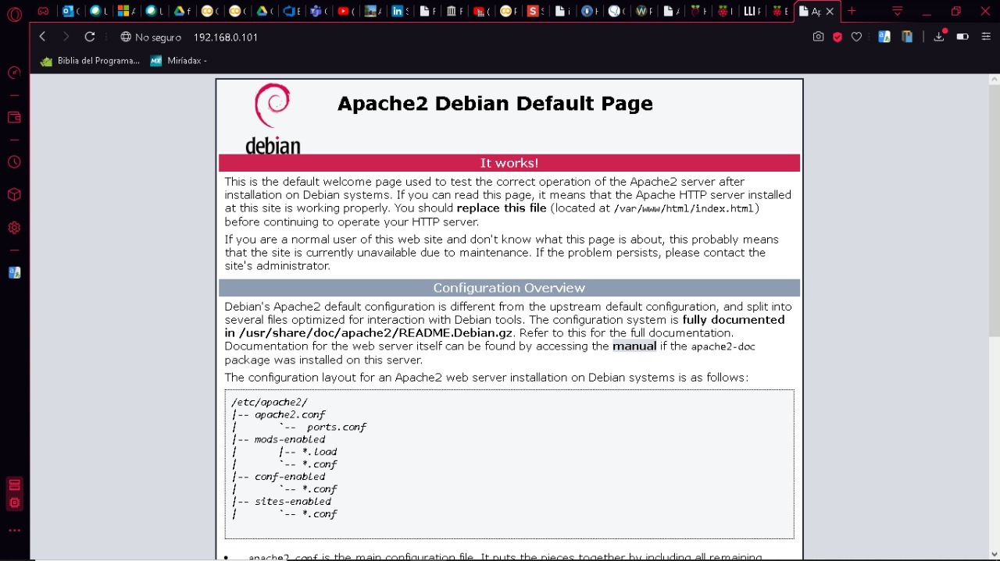 No seguro 192.168.0.101
Biblia del Programa... Miríadax -
Apache2 Debian Default Page
debian
It works!
This is the default welcome page used to test the correct operation of the Apache2 server after
installation on Debian systems. If you can read this page, it means that the Apache HTTP server installed
at this site is working properly. You should replace this file (located at /var/www/html/index.html)
before continuing to operate your HTTP server.
If you are a normal user of this web site and don't know what this page is about, this probably means
that the site is currently unavailable due to maintenance. If the problem persists, please contact the
site's administrator.
Configuration Overview
Debian's Apache2 default configuration is different from the upstream default configuration, and split into
several files optimized for interaction with Debian tools. The configuration system is fully documented
in /usr/share/doc/apache2/README.Debian.gz. Refer to this for the full documentation.
Documentation for the web server itself can be found by accessing the manual if the apache2-doc
package was installed on this server.
The configuration layout for an Apache2 web server installation on Debian systems is as follows:
/etc/apache2/
|-- apache2.conf
|       `--  ports.conf
|-- mods-enabled
|       |-- *.load
|       `-- *.conf
|-- conf-enabled
|       `-- *.conf
|-- sites-enabled
|       `-- *.conf
apache2.conf is the main configuration file. It puts the pieces together by including all remaining